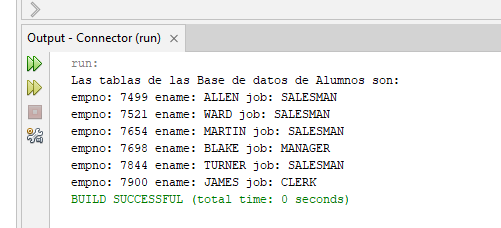 Output - Connector (run)
run:
Las tablas de las Base de datos de Alumnos son:
empno: 7499 ename: ALLEN job: SALESMAN
empno: 7521 ename: WARD job: SALESMAN
empno: 7654 ename: MARTIN job: SALESMAN
empno: 7698 ename: BLAKE job: MANAGER
empno: 7844 ename: TURNER job: SALESMAN
empno: 7900 ename: JAMES job: CLERK
BUILD SUCCESSFUL (total time: 0 seconds)